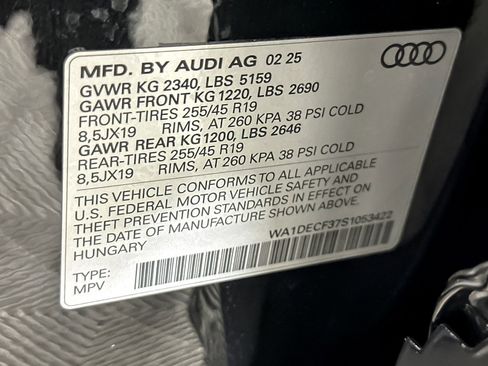 MFD. BY AUDI AG 02 25
GVWR KG 2340, LBS 5159
GAWR FRONT KG 1220, LBS 2690
FRONT-TIRES 255/45 R19
8,5JX19 RIMS, AT 260 KPA 38 PSI COLD
GAWR REAR KG 1200, LBS 2646
REAR-TIRES 255/45 R19
8,5JX19 RIMS, AT 260 KPA 38 PSI COLD
THIS VEHICLE CONFORMS TO ALL APPLICABLE
U.S. FEDERAL MOTOR VEHICLE SAFETY AND
THEFT PREVENTION STANDARDS IN EFFECT ON
THE DATE OF MANUFACTURE SHOWN ABOVE.
HUNGARY
WA1DECF37S1053422
TYPE:
MPV